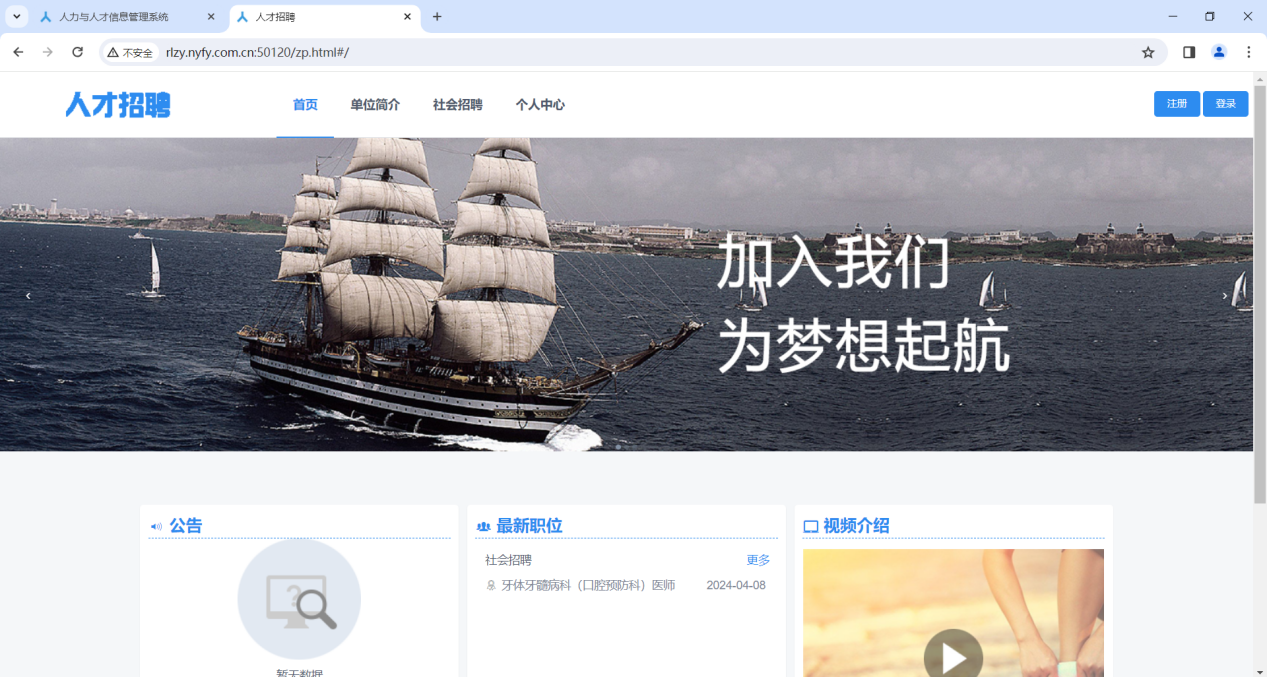 人力与人才信息管理系统
人才招聘
不安全
rlzy.nyfy.com.cn:50120/zp.html#/
人才招聘
首页
单位简介
社会招聘
个人中心
注册
登录
加入我们
为梦想起航
公告
暂无数据
最新职位
社会招聘
更多
牙体牙髓病科（口腔预防科）医师
2024-04-08
视频介绍